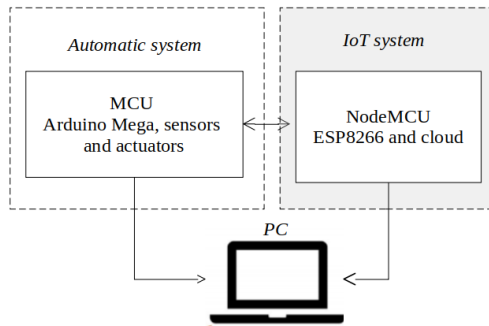 Automatic system
IoT system
MCU
Arduino Mega, sensors
and actuators
NodeMCU
ESP8266 and cloud
PC